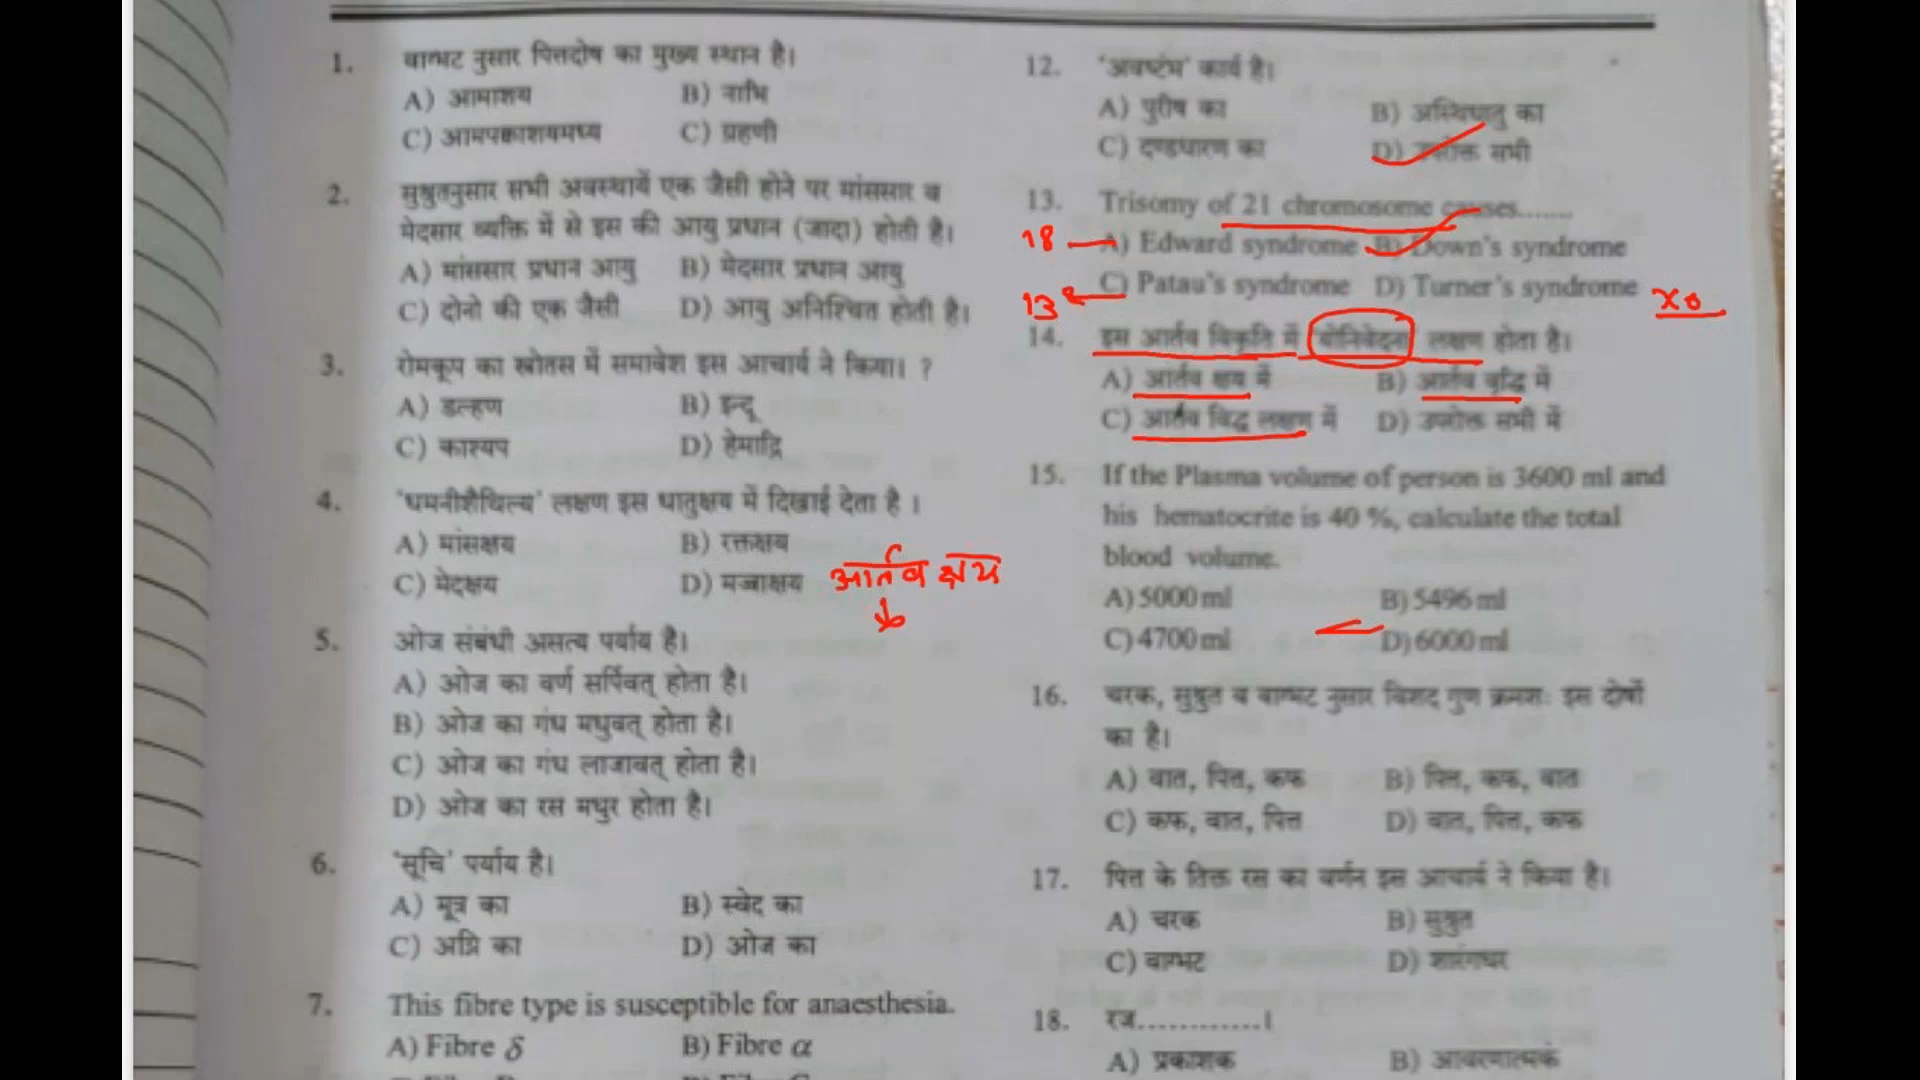 1. वाग्भट नुसार पित्तदोष का मुख्य स्थान है।
A) आमाशय B) नाभि
C) आमपक्वाशयमध्य C) ग्रहणी
2. सुश्रुतनुसार सभी अवस्थायें एक जैसी होने पर मांससार व
मेदसार व्यक्ति में से इस की आयु प्रधान (जादा) होती है।
A) मांससार प्रधान आयु B) मेदसार प्रधान आयु
C) दोनो की एक जैसी D) आयु अनिश्चित होती है।
3. रोमकूप का स्त्रोतस में समावेश इस आचार्य ने किया। ?
A) डल्हण B) इन्दू
C) काश्यप D) हेमाद्रि
4. 'धमनीशैथिल्य' लक्षण इस धातुक्षय में दिखाई देता है ।
A) मांसक्षय B) रक्तक्षय
C) मेदक्षय D) मज्जाक्षय
आर्तव क्षय
5. ओज संबंधी असत्य पर्याय है।
A) ओज का वर्ण सर्पिवत् होता है।
B) ओज का गंध मधुवत् होता है।
C) ओज का गंध लाजावत् होता है।
D) ओज का रस मधुर होता है।
6. 'सूचि' पर्याय है।
A) मूत्र का B) स्वेद का
C) अग्नि का D) ओज का
7. This fibre type is susceptible for anaesthesia.
A) Fibre δ B) Fibre α
12. 'अवष्टंभ' कार्य है।
A) पुरीष का B) अस्थिधातु का
C) दण्डधारण का D) उपरोक्त सभी
13. Trisomy of 21 chromosome causes.......
18 A) Edward syndrome B) Down's syndrome
13 C) Patau's syndrome D) Turner's syndrome XO
14. इस आर्तव विकृति में 'योनिवेदना' लक्षण होता है।
A) आर्तव क्षय में B) आर्तव वृद्धि में
C) आर्तव विद्ध लक्षण में D) उपरोक्त सभी में
15. If the Plasma volume of person is 3600 ml and
his hematocrite is 40 %, calculate the total
blood volume.
A) 5000 ml B) 5496 ml
C) 4700 ml D) 6000 ml
16. चरक, सुश्रुत व वाग्भट नुसार विशद गुण क्रमशः इस दोषों
का है।
A) वात, पित्त, कफ B) पित्त, कफ, वात
C) कफ, वात, पित्त D) वात, पित्त, कफ
17. पित्त के तिक्त रस का वर्णन इस आचार्य ने किया है।
A) चरक B) सुश्रुत
C) वाग्भट D) शारंगधर
18. रज............।
A) प्रकाशक B) आवरणात्मक